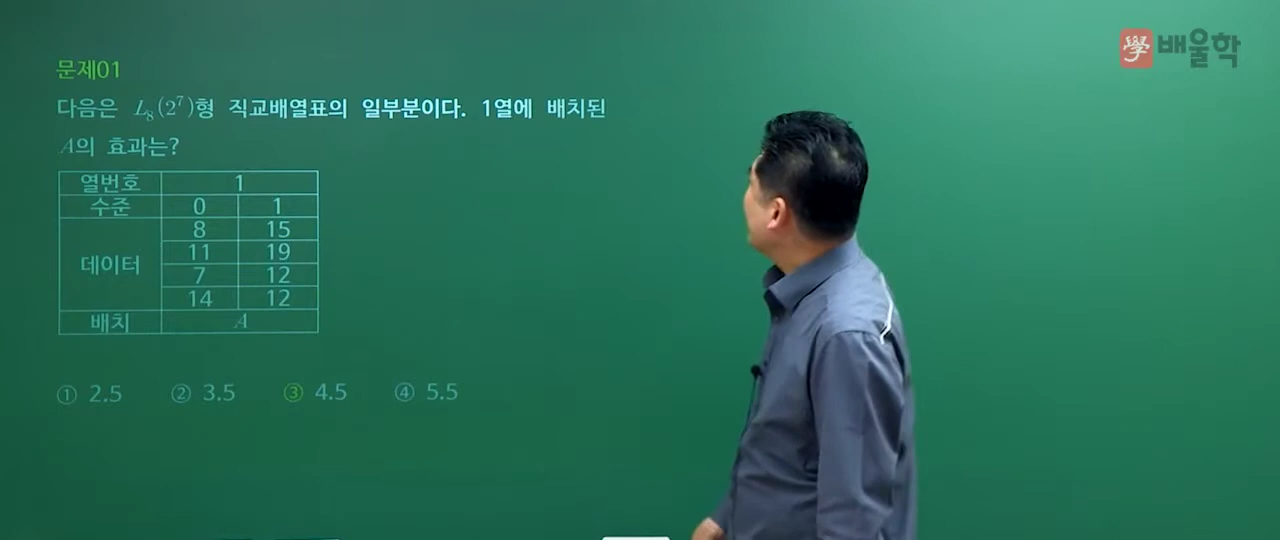 學 배울학
문제01
다음은 L₈(2⁷)형 직교배열표의 일부분이다. 1열에 배치된
A의 효과는?
열번호 1
수준 0 1
데이터 8 15
11 19
7 12
14 12
배치 A
① 2.5 ② 3.5 ③ 4.5 ④ 5.5